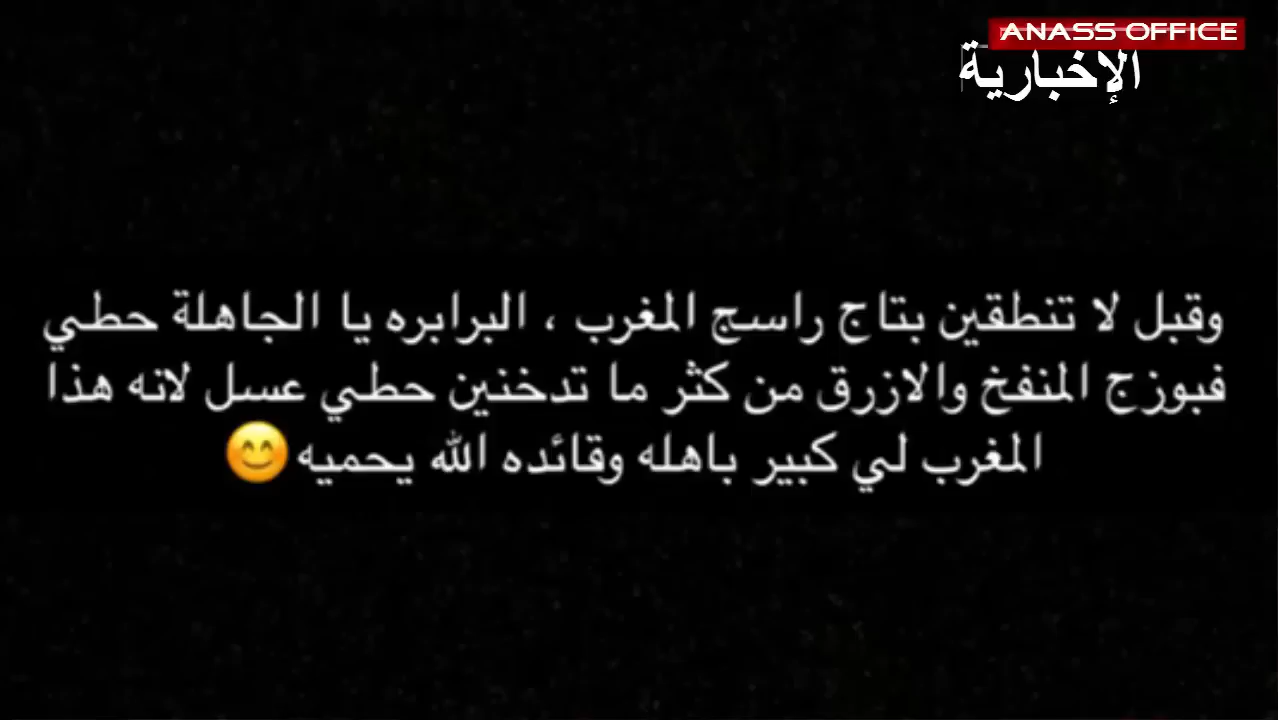 ANASS OFFICE
الإخبارية
وقبل لا تنطقين بتاج راسج المغرب ، البرابره يا الجاهلة حطي
فبوزج المنفخ والازرق من كثر ما تدخنين حطي عسل لانه هذا
المغرب لي كبير باهله وقائده الله يحميه😊